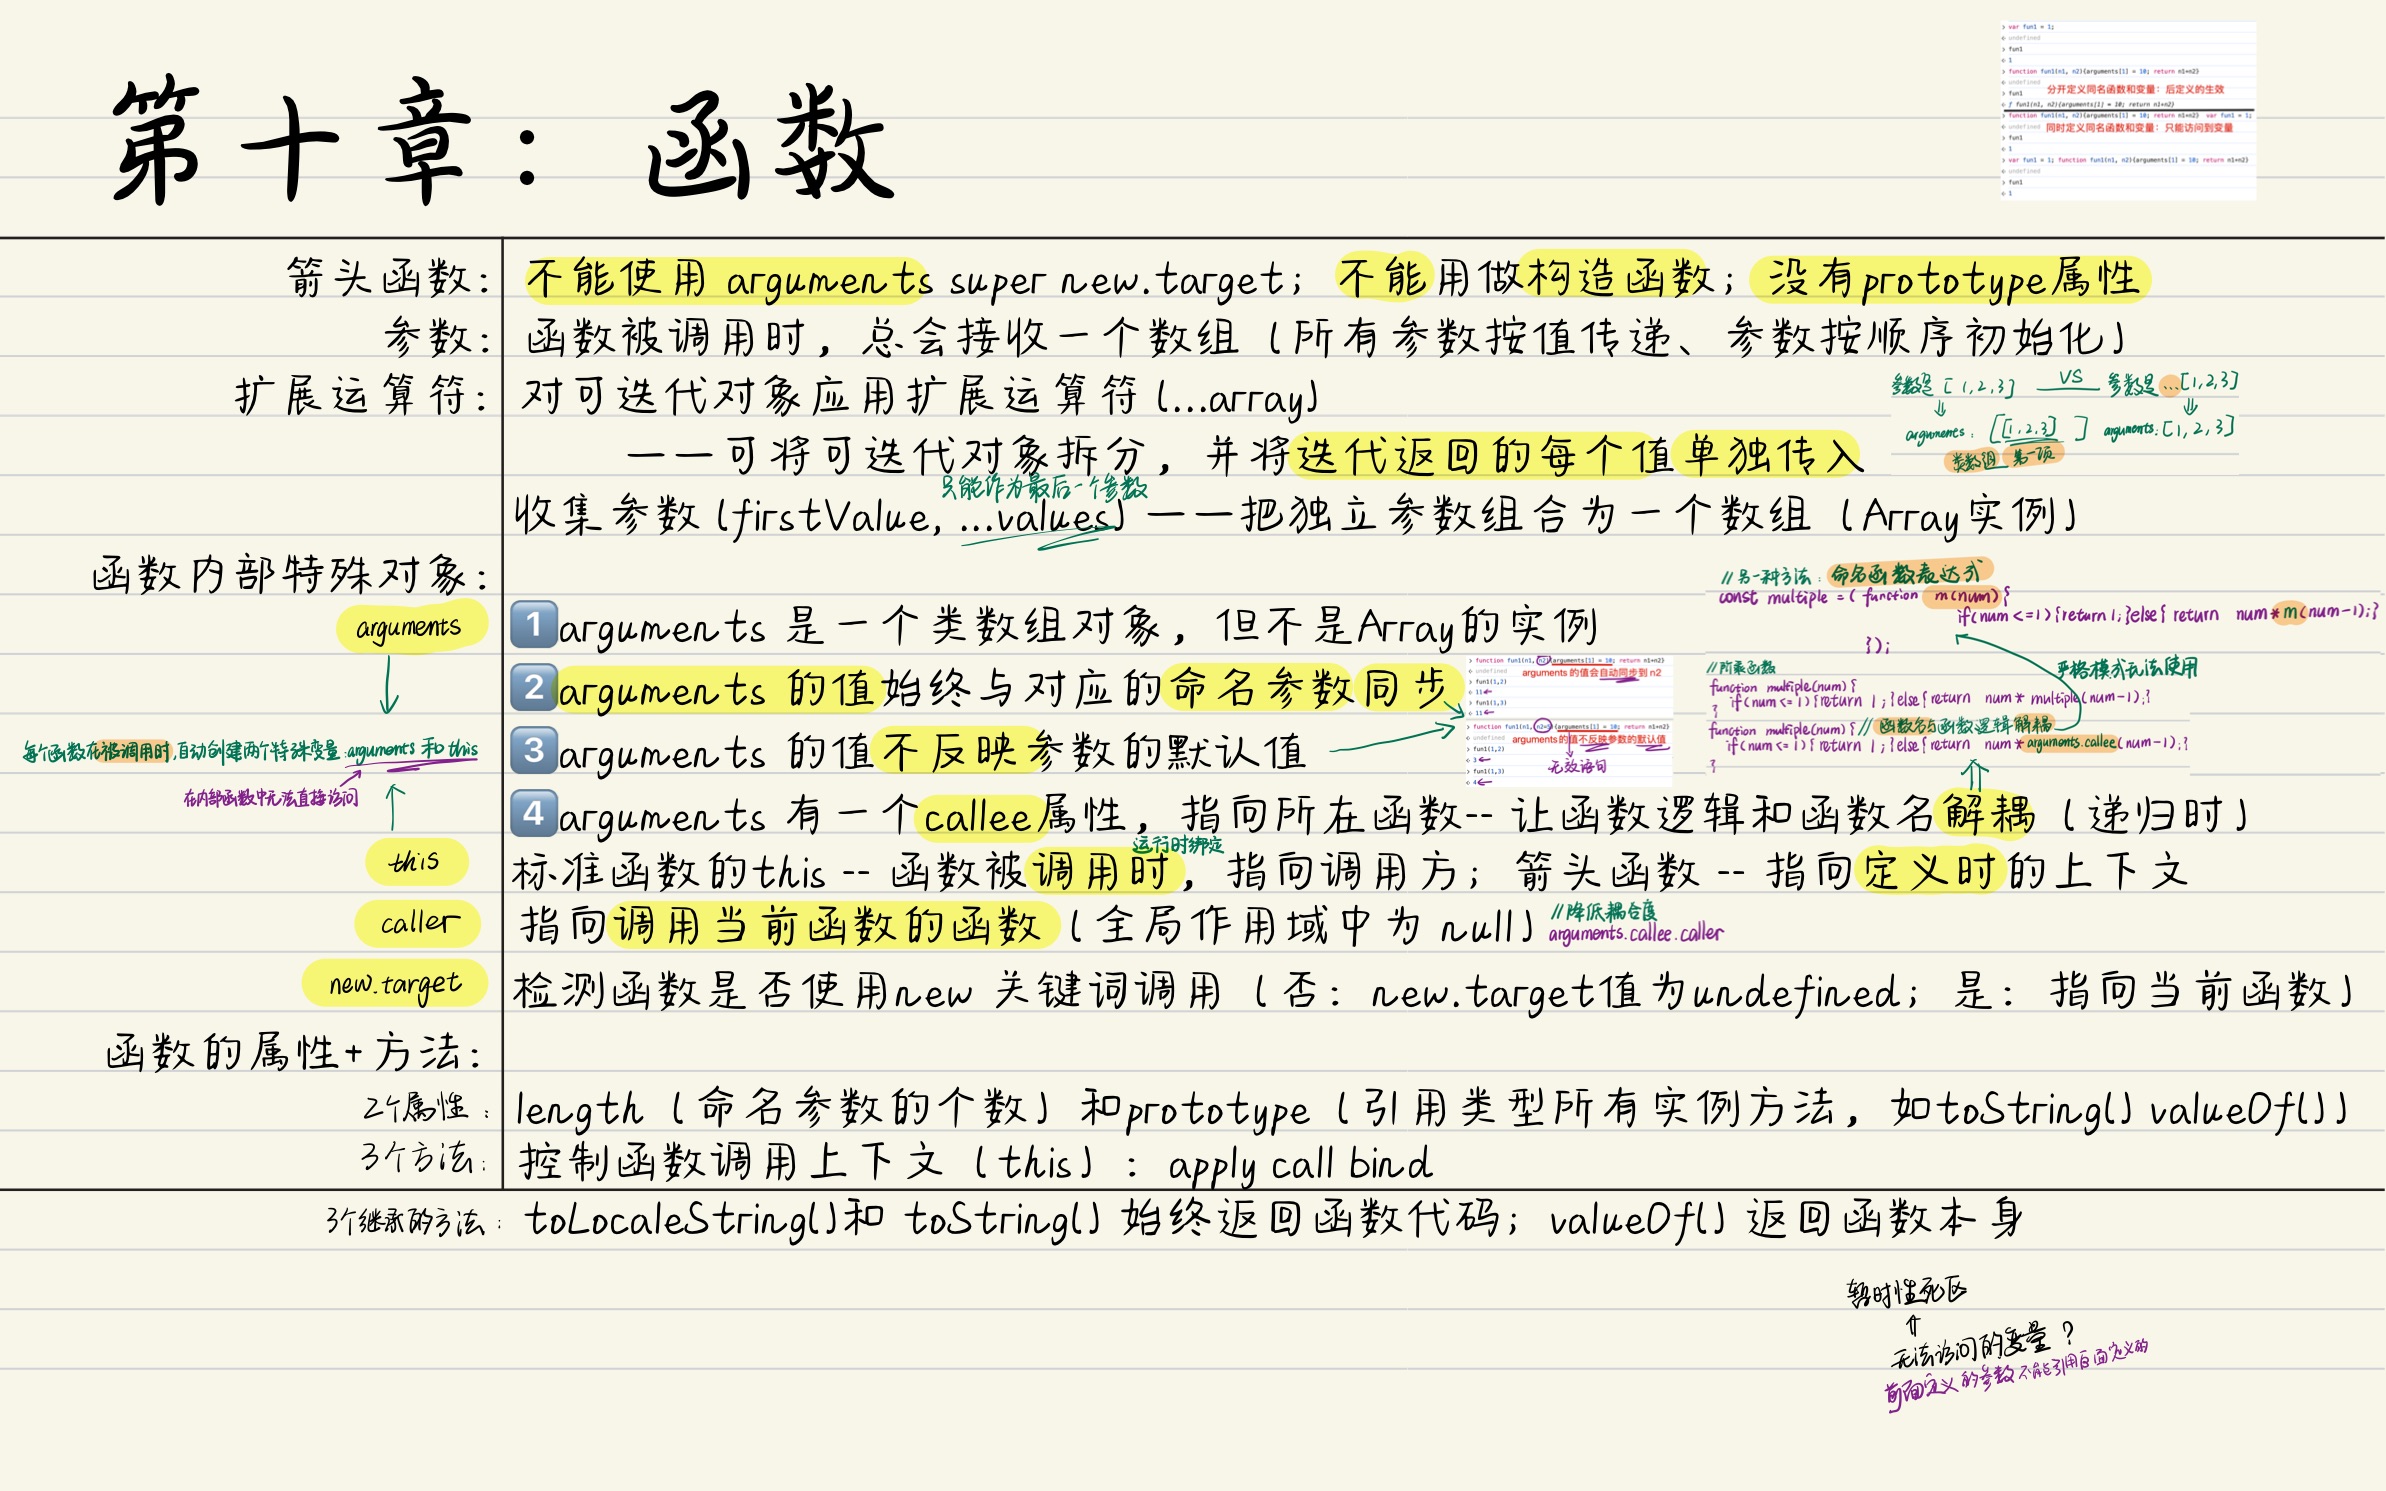 第十章：函数
> var fun1 = 1;
undefined
> fun1
1
> function fun1(n1, n2){arguments[1] = 10; return n1+n2}
undefined
> fun1
分开定义同名函数和变量：后定义的生效
ƒ fun1(n1, n2){arguments[1] = 10; return n1+n2}
> function fun1(n1, n2){arguments[1] = 10; return n1+n2} var fun1 = 1;
undefined
同时定义同名函数和变量：只能访问到变量
> fun1
1
> var fun1 = 1; function fun1(n1, n2){arguments[1] = 10; return n1+n2}
undefined
> fun1
1
箭头函数：不能使用 arguments super new.target；不能用做构造函数；没有prototype属性
参数：函数被调用时，总会接收一个数组（所有参数按值传递、参数按顺序初始化）
扩展运算符：对可迭代对象应用扩展运算符（...array）
——可将可迭代对象拆分，并将迭代返回的每个值单独传入
参数是 [1,2,3] VS 参数是 ...[1,2,3]
⇓ ⇓
arguments: [[1,2,3] ] arguments:[1,2,3]
类数组 第一项
只能作为最后一个参数
收集参数（firstValue, ...values）——把独立参数组合为一个数组（Array实例）
函数内部特殊对象：
arguments
1 arguments 是一个类数组对象，但不是Array的实例
2 arguments 的值始终与对应的命名参数同步
3 arguments 的值不反映参数的默认值
4 arguments 有一个callee属性，指向所在函数-- 让函数逻辑和函数名解耦（递归时）
每个函数在被调用时,自动创建两个特殊变量:arguments 和 this
在内部函数中无法直接访问
> function fun1(n1, n2){arguments[1] = 10; return n1+n2}
undefined
arguments 的值会自动同步到 n2
> fun1(1,2)
11
> fun1(1,3)
11
> function fun1(n1, n2=5){arguments[1] = 10; return n1+n2}
undefined
arguments 的值不反映参数的默认值
> fun1(1,2)
3
无效语句
> fun1(1,3)
4
//另一种方法：命名函数表达式
const multiple = ( function m(num) {
if(num <=1) {return 1;}else{ return num * m(num-1);}
});
//阶乘函数
严格模式无法使用
function multiple(num) {
if(num <= 1) {return 1;}else{return num * multiple(num-1);}
}
function multiple(num) { // 函数名与函数逻辑解耦
if(num <= 1) {return 1;}else{return num * arguments.callee(num-1);}
}
运行时绑定
this
标准函数的this -- 函数被调用时，指向调用方；箭头函数 -- 指向定义时的上下文
caller
指向调用当前函数的函数（全局作用域中为 null）
//降低耦合度
arguments.callee.caller
new.target
检测函数是否使用new 关键词调用（否：new.target值为undefined；是：指向当前函数）
函数的属性+方法：
2个属性：length（命名参数的个数）和prototype（引用类型所有实例方法，如toString() valueOf()）
3个方法：控制函数调用上下文（this）：apply call bind
3个继承的方法：toLocaleString()和 toString() 始终返回函数代码；valueOf() 返回函数本身
暂时性死区
⇑
无法访问的变量？
前面定义的参数不能引用后面定义的